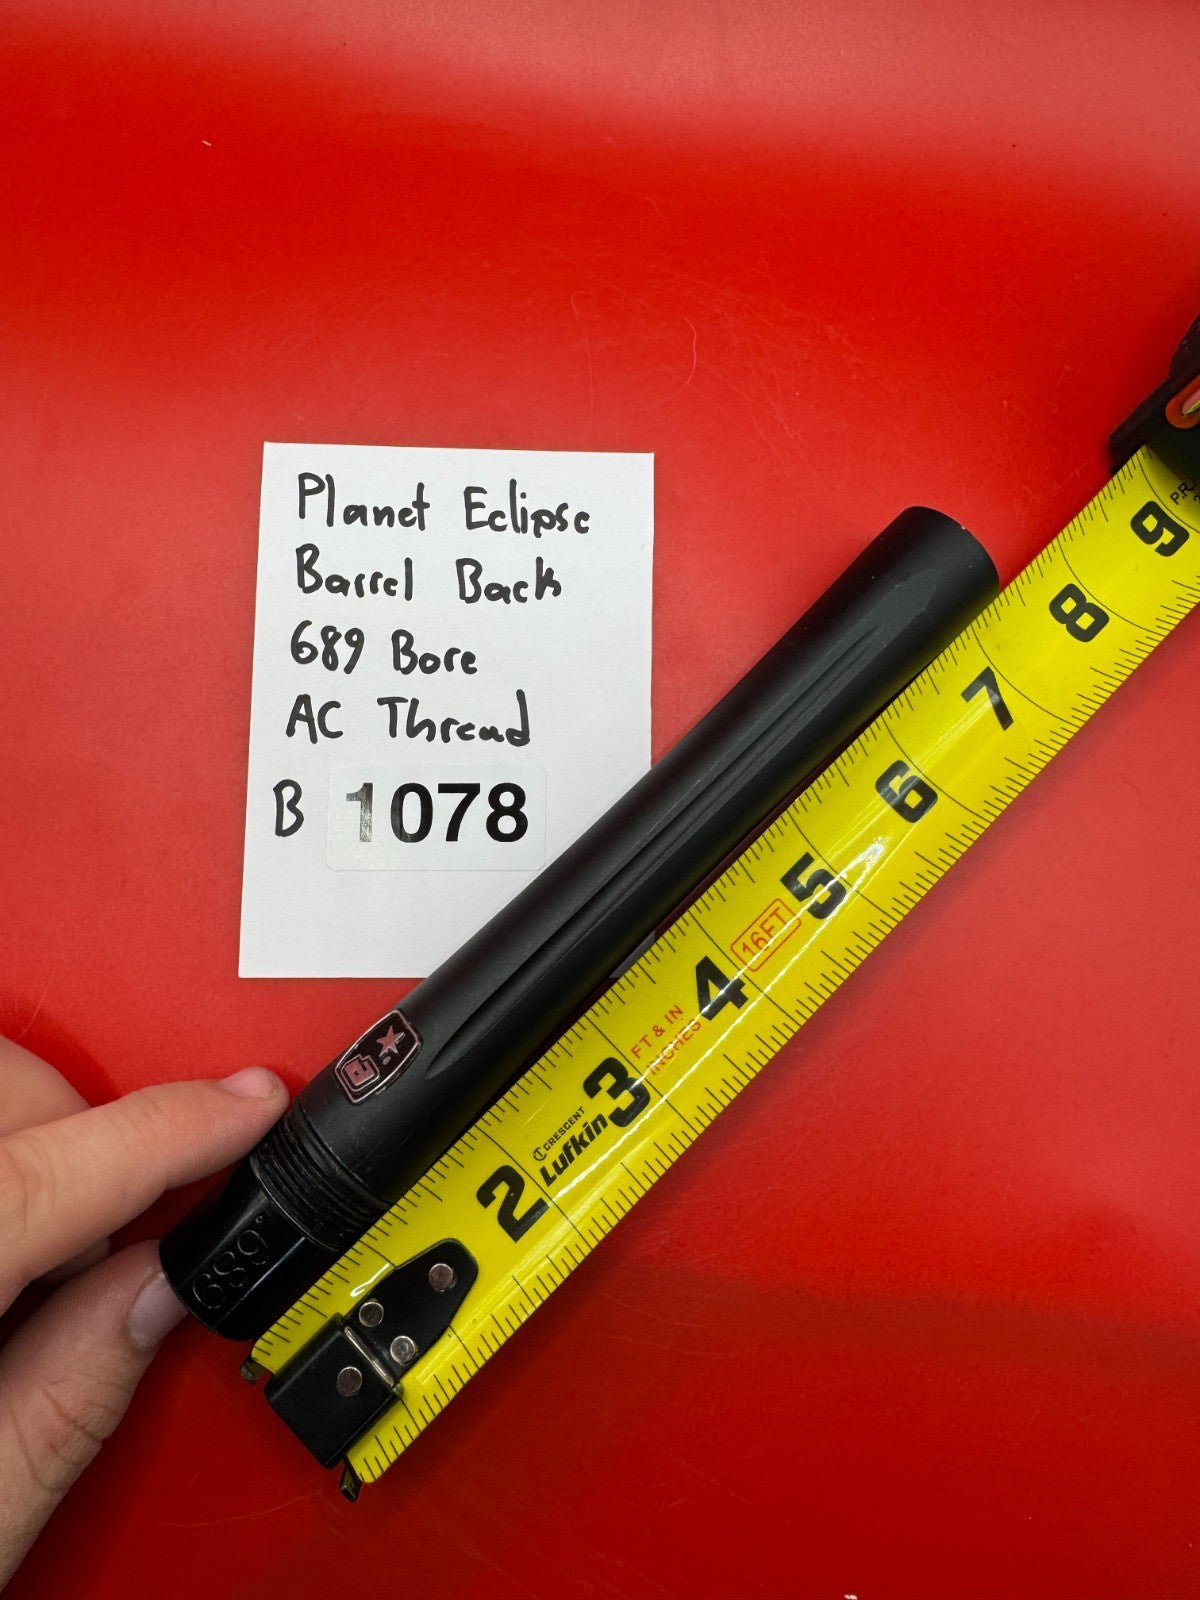 Planet Eclipse
Barrel Back
689 Bore
AC Thread
B 1078
689
2
CRESCENT
Lufkin
3
FT & IN
INCHES
4
16FT
5
6
7
8
9